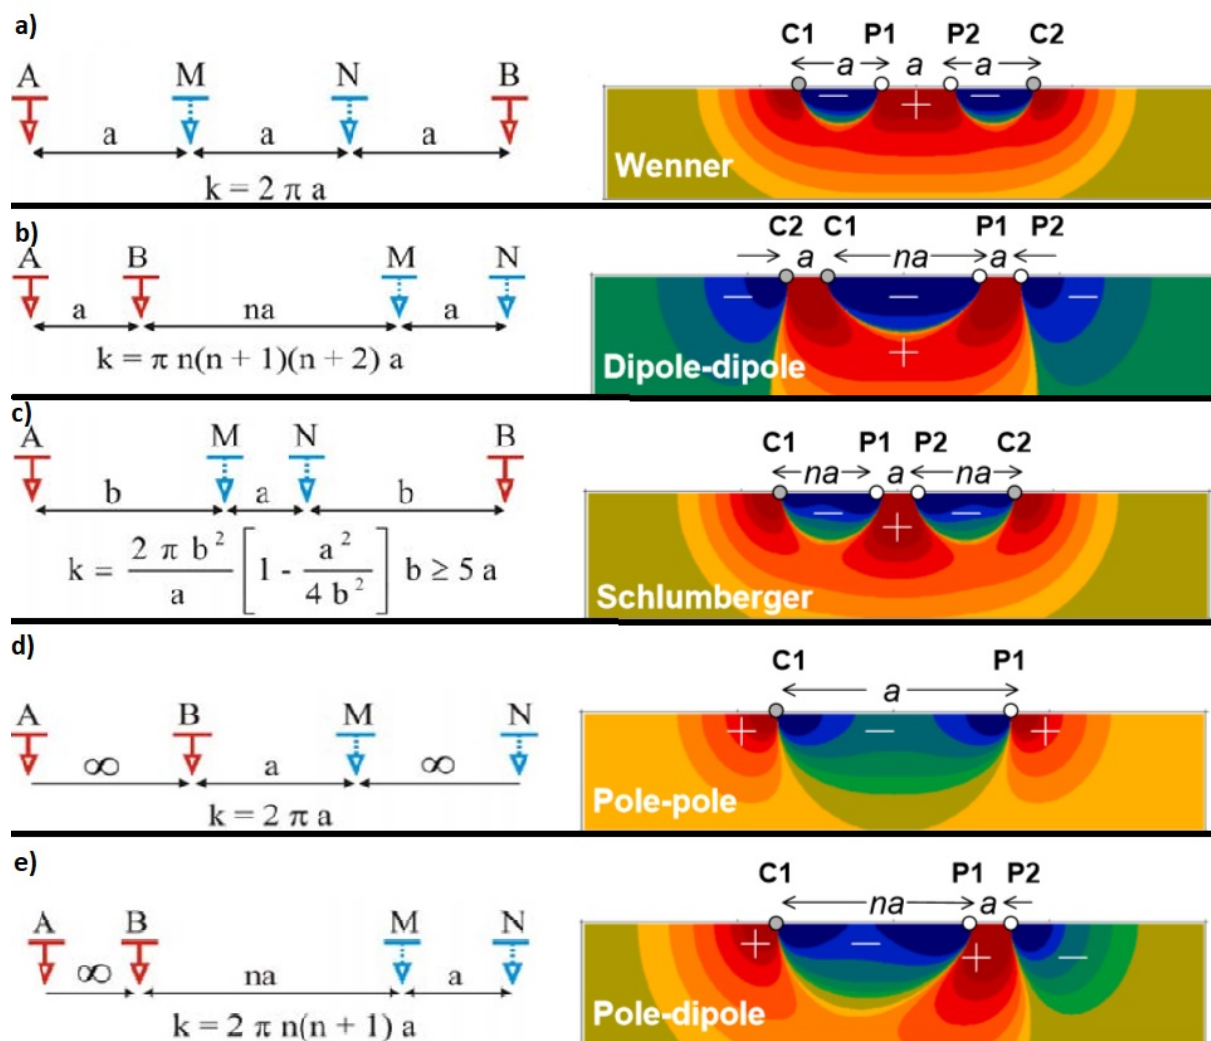 a)
A M N B
a a a
k = 2 π a
C1 P1 P2 C2
a a a
− + −
Wenner
b)
A B M N
a na a
k = π n(n + 1)(n + 2) a
C2 C1 P1 P2
a na a
− − −
+
Dipole-dipole
c)
A M N B
b a b
k = 2 π b² / a [1 - a² / 4 b²] b ≥ 5 a
C1 P1 P2 C2
na a na
− + −
Schlumberger
d)
A B M N
∞ a ∞
k = 2 π a
C1 P1
a
+ − +
Pole-pole
e)
A B M N
∞ na a
k = 2 π n(n + 1) a
C1 P1 P2
na a
+ − + −
Pole-dipole